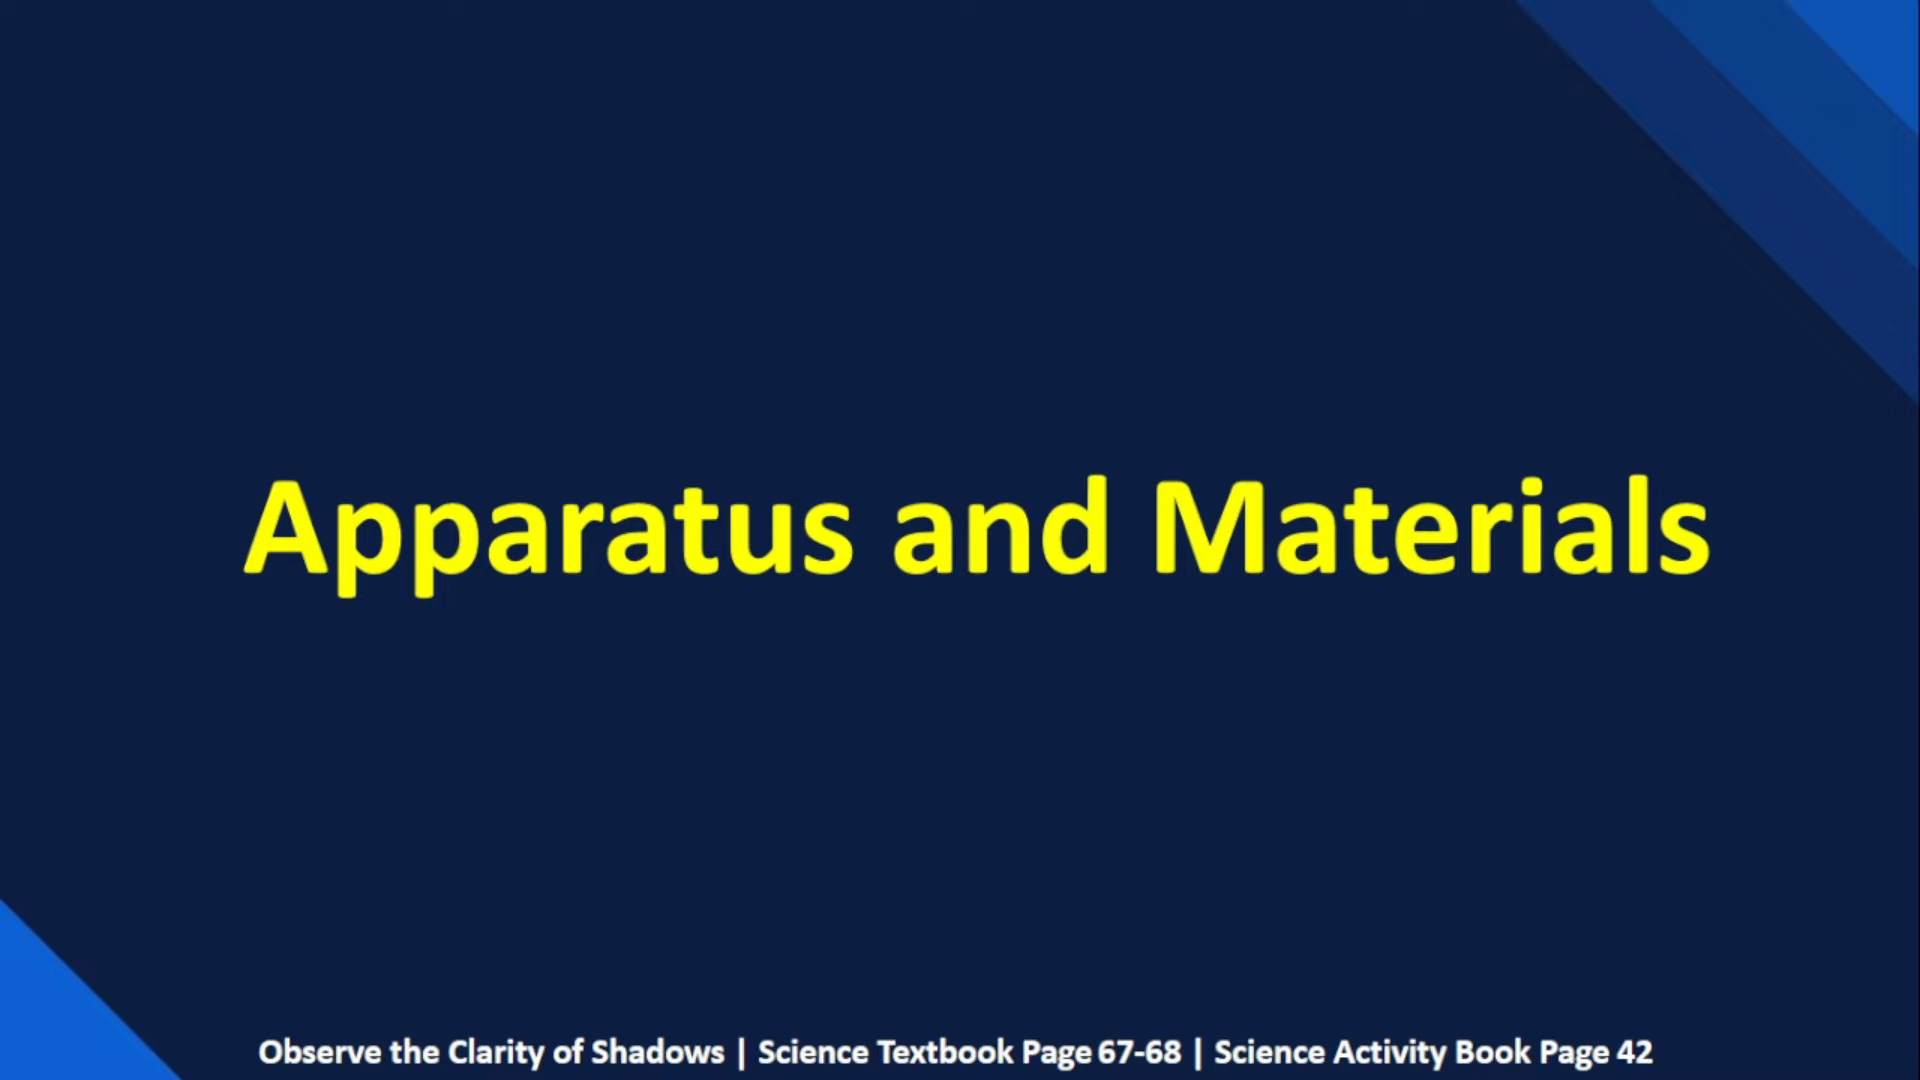 Apparatus and Materials
Observe the Clarity of Shadows | Science Textbook Page 67-68 | Science Activity Book Page 42